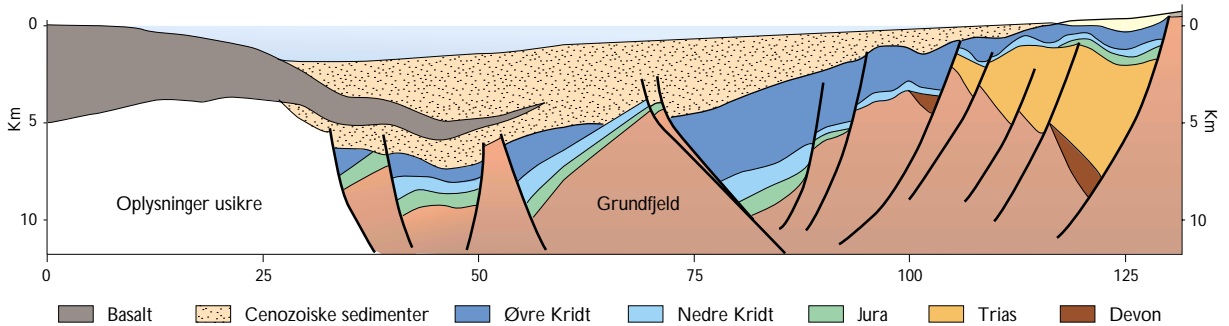 0
5
10
Km
0
5
10
Km
Oplysninger usikre
Grundfjeld
0 25 50 75 100 125
Basalt Cenozoiske sedimenter Øvre Kridt Nedre Kridt Jura Trias Devon